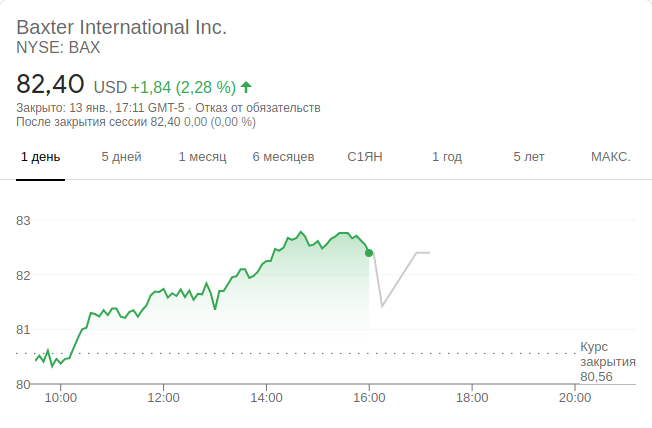 Baxter International Inc.
NYSE: BAX
82,40 USD +1,84 (2,28 %)
Закрыто: 13 янв., 17:11 GMT-5 · Отказ от обязательств
После закрытия сессии 82,40 0,00 (0,00 %)
1 день 5 дней 1 месяц 6 месяцев С1ЯН 1 год 5 лет МАКС.
83
82
81
Курс
закрытия
80,56
80
10:00 12:00 14:00 16:00 18:00 20:00